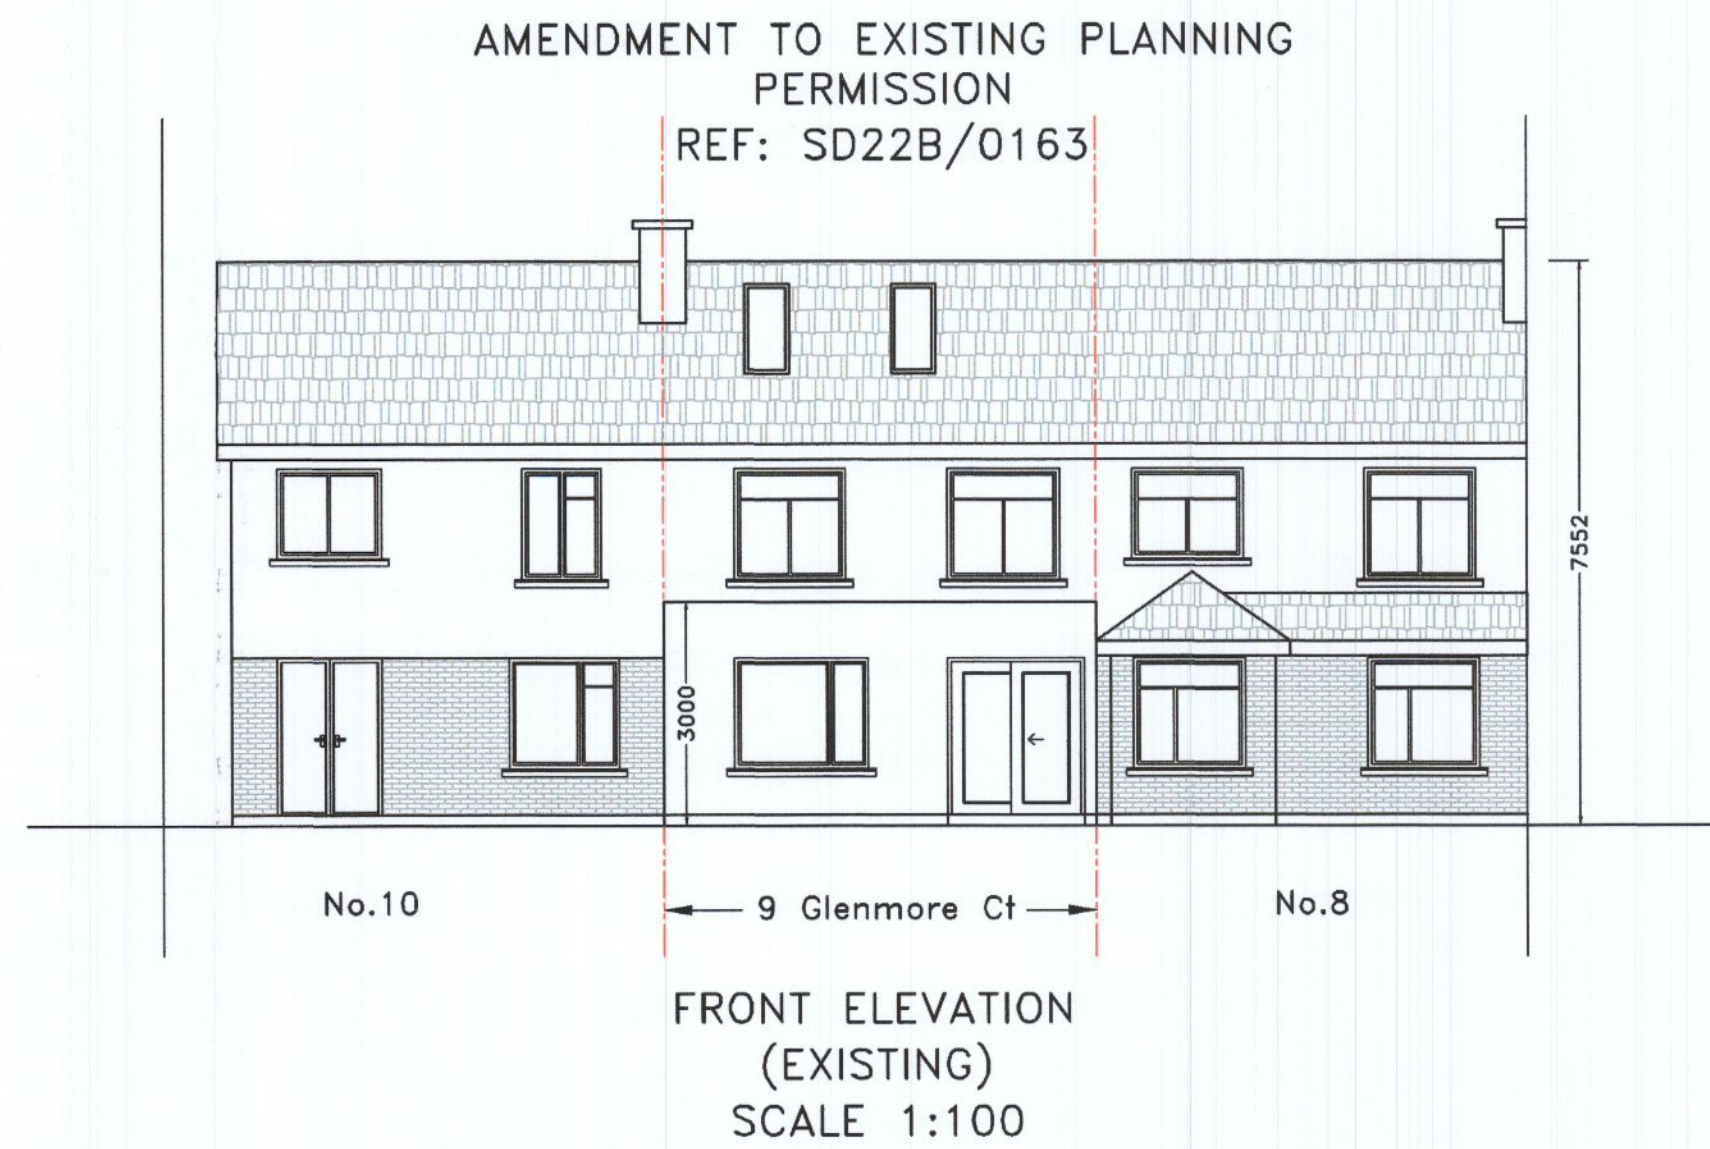 AMENDMENT TO EXISTING PLANNING
PERMISSION
REF: SD22B/0163
7552
3000
No.10
9 Glenmore Ct
No.8
FRONT ELEVATION
(EXISTING)
SCALE 1:100